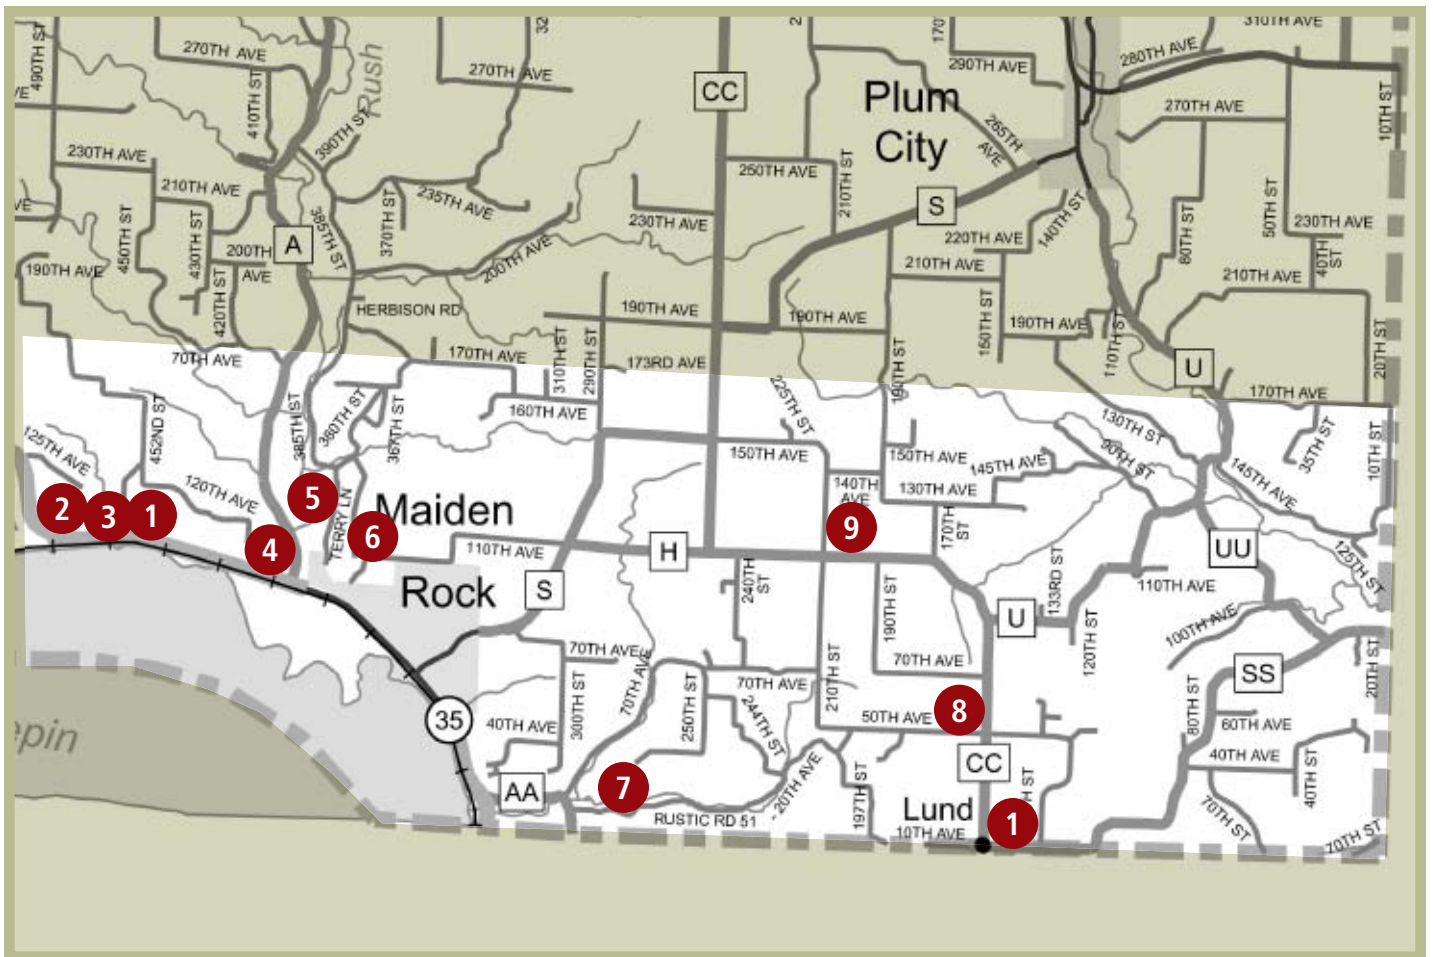 490TH ST
270TH AVE
410TH ST
Rush
390TH ST
270TH AVE
32
CC
2
170T
290TH AVE
310TH AVE
280TH AVE
270TH AVE
10TH ST
Plum
City
265TH
AVE
VE
230TH AVE
210TH AVE
450TH ST
430TH ST
200TH
AVE
A
385TH ST
370TH ST
235TH AVE
200TH AVE
230TH AVE
250TH AVE
210TH ST
S
220TH AVE
140TH ST
210TH AVE
80TH ST
50TH ST
230TH AVE
40TH
ST
210TH AVE
VE
190TH AVE
420TH ST
HERBISON RD
190TH AVE
190TH AVE
150TH ST
190TH AVE
110TH ST
U
20TH ST
70TH AVE
170TH AVE
310TH ST
290TH ST
173RD AVE
190TH ST
170TH AVE
160TH AVE
452ND ST
385TH ST
380TH ST
367TH ST
225TH ST
130TH ST
90TH ST
35TH ST
10TH ST
125TH AVE
120TH AVE
150TH AVE
150TH AVE
145TH AVE
145TH AVE
140TH
AVE
130TH AVE
2
3
1
4
5
6
TERRY LN
Maiden
Rock
110TH AVE
H
9
170TH
ST
UU
125TH ST
S
240TH
ST
190TH ST
U
133RD ST
110TH AVE
120TH ST
100TH AVE
SS
20TH ST
70TH AVE
70TH AVE
300TH ST
250TH ST
70TH AVE
244TH ST
210TH ST
70TH AVE
80TH ST
60TH AVE
40TH AVE
40TH ST
epin
35
40TH AVE
50TH AVE
8
CC
H ST
AA
7
RUSTIC RD 51
20TH AVE
197TH ST
Lund
10TH AVE
1
70TH ST
70TH ST